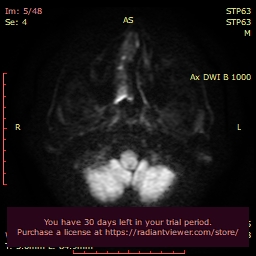 Im: 5/48
Se: 4
AS
STP63
STP63
M
Ax DWI B 1000
R
L
You have 30 days left in your trial period.
Purchase a license at https://radiantviewer.com/store/